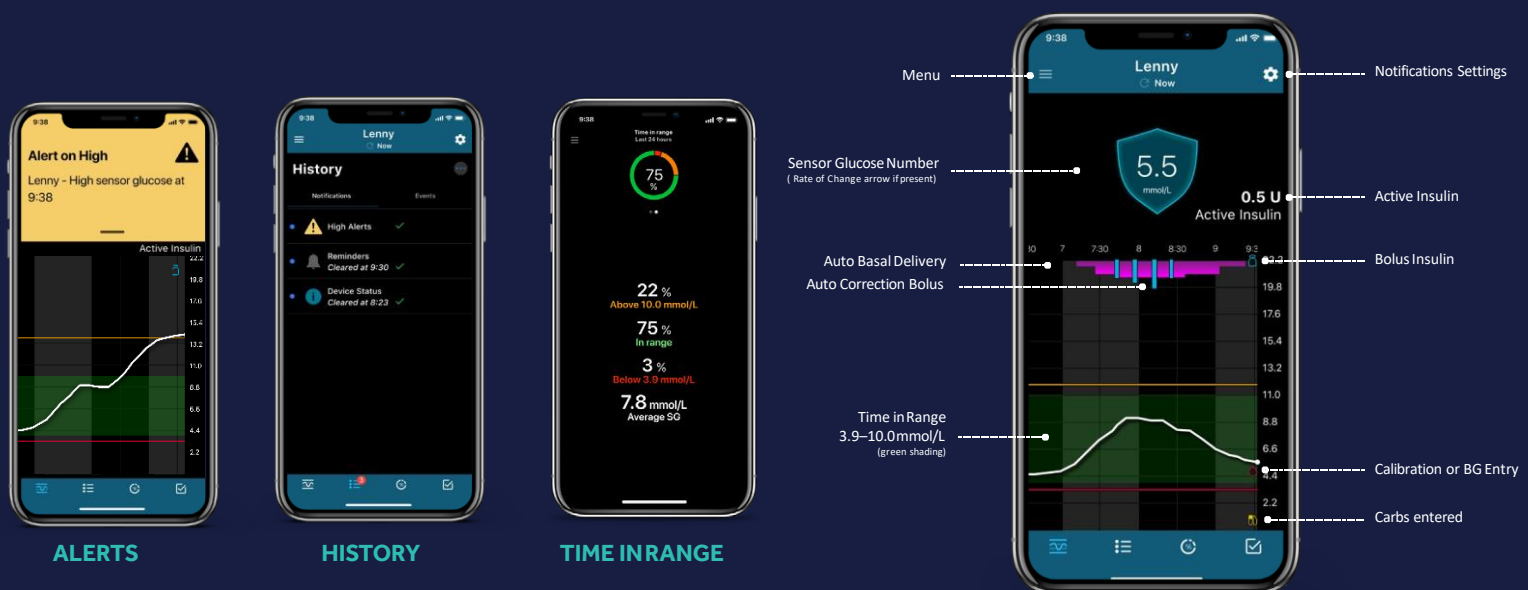 9:38
Alert on High
Lenny - High sensor glucose at
9:38
Active Insulin
22.2
19.8
17.6
15.4
13.2
11.0
8.8
6.6
4.4
2.2
ALERTS
9:38
Lenny
Now
History
Notifications
Events
High Alerts
Reminders
Cleared at 9:30
Device Status
Cleared at 8:23
3
HISTORY
9:38
Time in range
Last 24 hours
75
%
22 %
Above 10.0 mmol/L
75 %
In range
3 %
Below 3.9 mmol/L
7.8 mmol/L
Average SG
TIME IN RANGE
9:38
Lenny
Now
5.5
mmol/L
0.5 U
Active Insulin
30 7 7:30 8 8:30 9 9:3
22.2
19.8
17.6
15.4
13.2
11.0
8.8
6.6
4.4
2.2
Menu
Sensor Glucose Number
( Rate of Change arrow if present)
Auto Basal Delivery
Auto Correction Bolus
Time in Range
3.9–10.0mmol/L
(green shading)
Notifications Settings
Active Insulin
Bolus Insulin
Calibration or BG Entry
Carbs entered